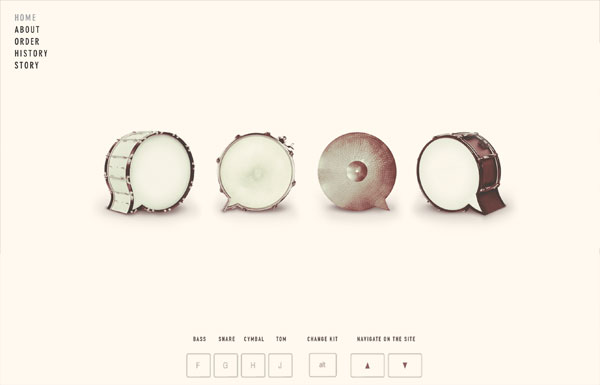 HOME
ABOUT
ORDER
HISTORY
STORY
BASS SNARE CYMBAL TOM CHANGE KIT NAVIGATE ON THE SITE
F G H J alt ▲ ▼